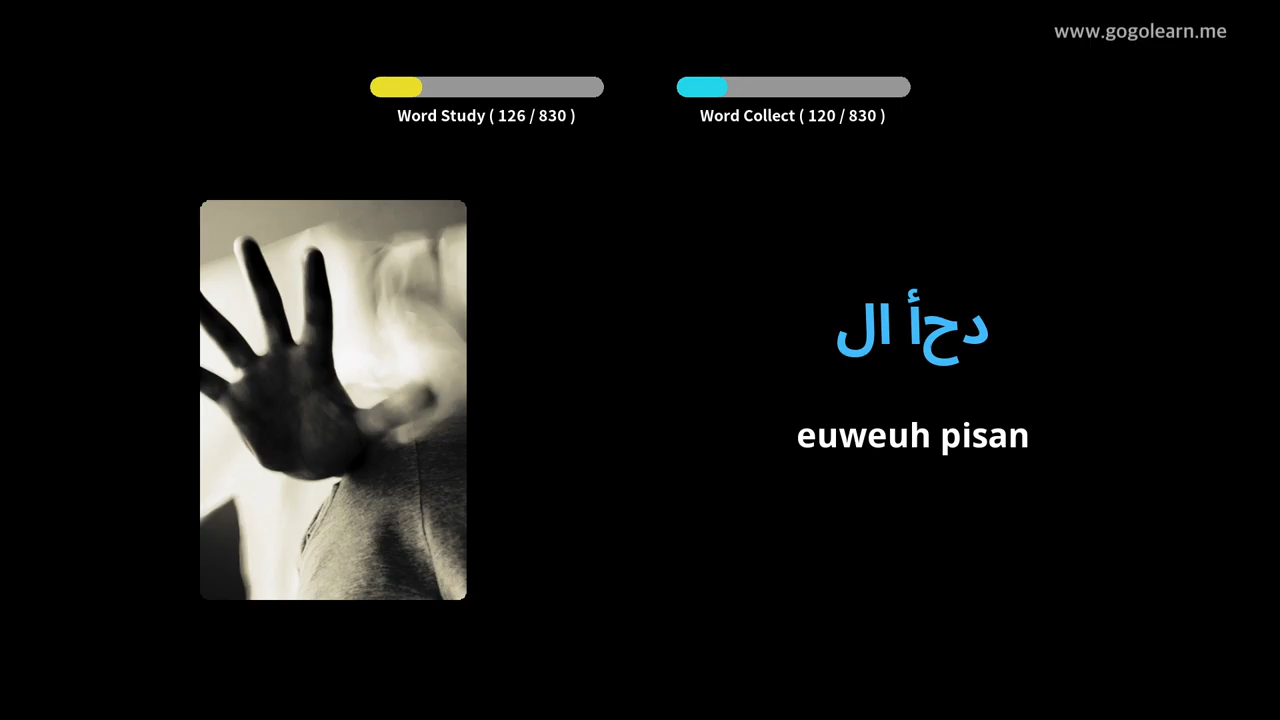 www.gogolearn.me
Word Study ( 126 / 830 )
Word Collect ( 120 / 830 )
دحأ ال
euweuh pisan